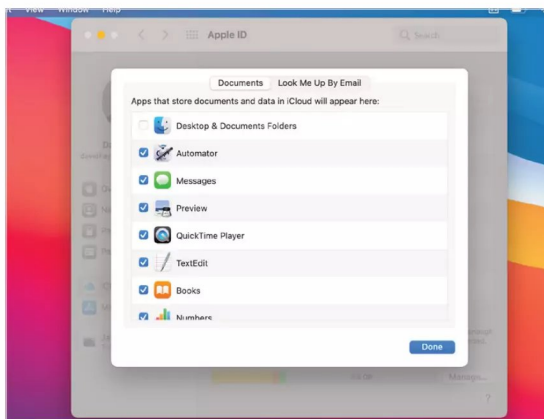 View Window Help
Apple ID
Search
Documents Look Me Up By Email
Apps that store documents and data in iCloud will appear here:
Desktop & Documents Folders
Automator
Messages
Preview
QuickTime Player
TextEdit
Books
Numbers
Done
Manage...
?